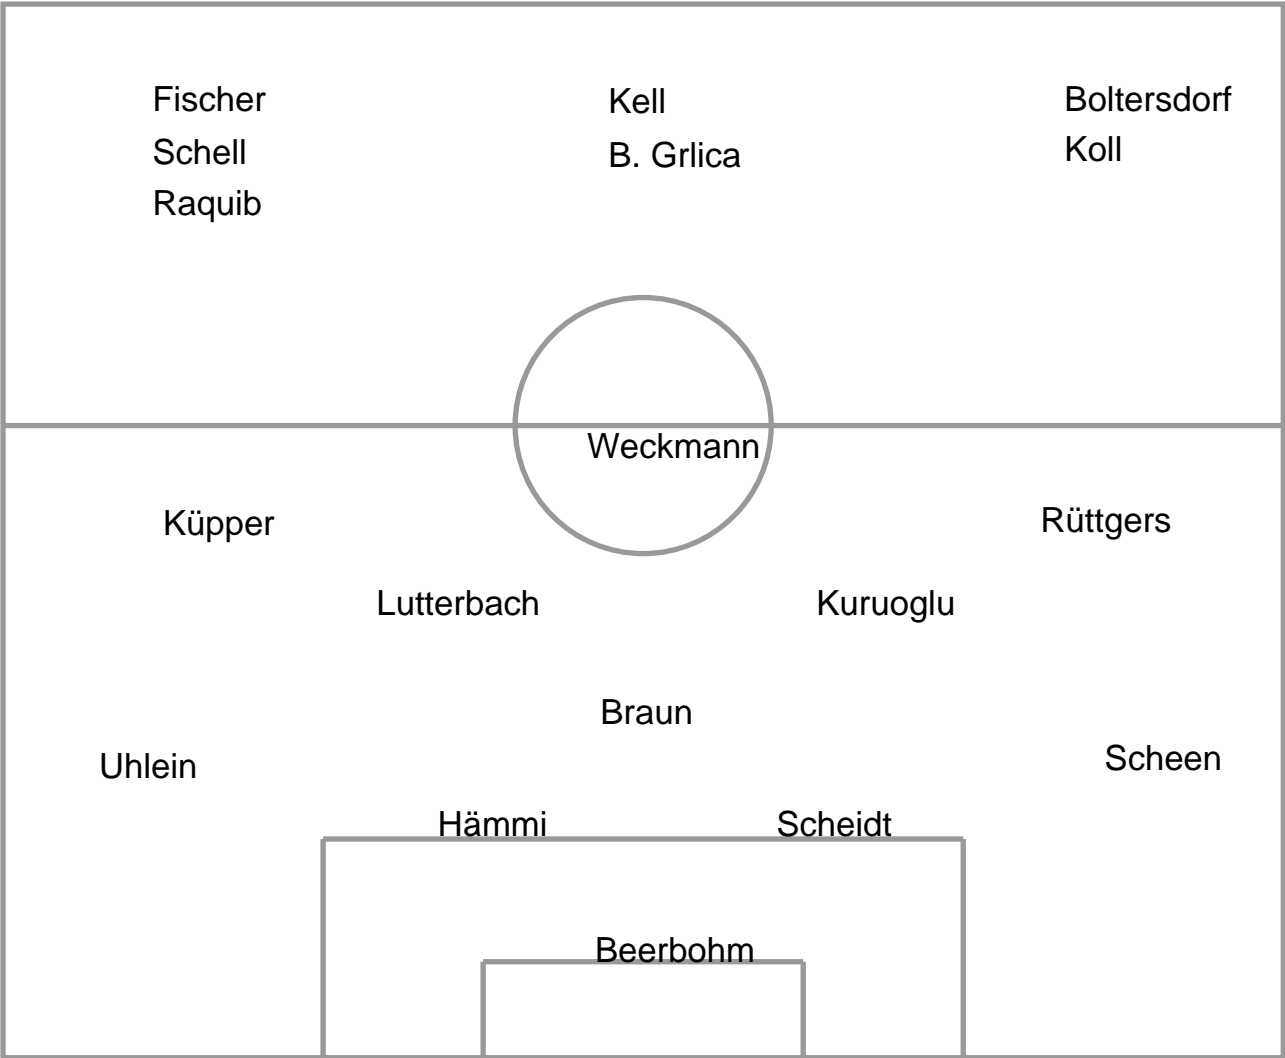 Fischer
Kell
Boltersdorf
Schell
B. Grlica
Koll
Raquib
Weckmann
Küpper
Rüttgers
Lutterbach
Kuruoglu
Braun
Uhlein
Scheen
Hämmi
Scheidt
Beerbohm